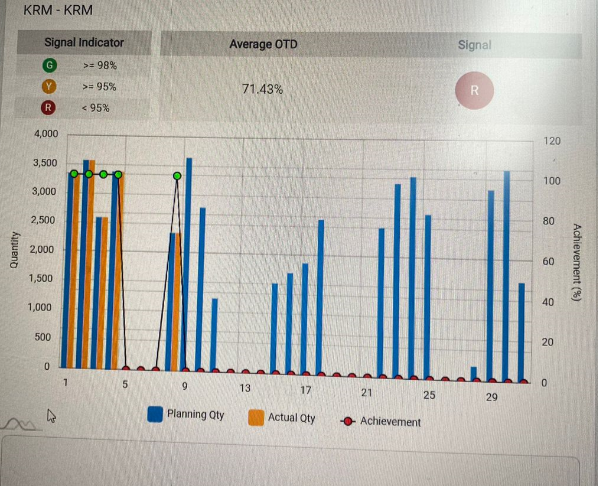 KRM - KRM
Signal Indicator
Average OTD
Signal
G >= 98%
Y >= 95%
R < 95%
71.43%
R
4,000
3,500
3,000
2,500
2,000
1,500
1,000
500
0
Quantity
120
100
80
60
40
20
0
Achievement (%)
1 5 9 13 17 21 25 29
Planning Qty Actual Qty Achievement